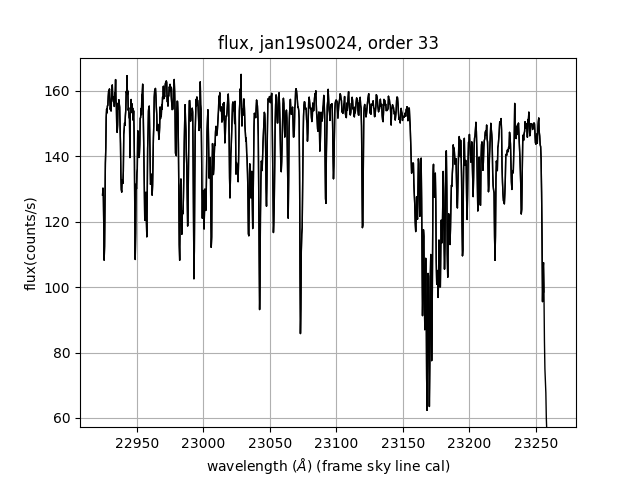 flux, jan19s0024, order 33
160
140
120
100
80
60
flux(counts/s)
22950 23000 23050 23100 23150 23200 23250
wavelength (Å) (frame sky line cal)